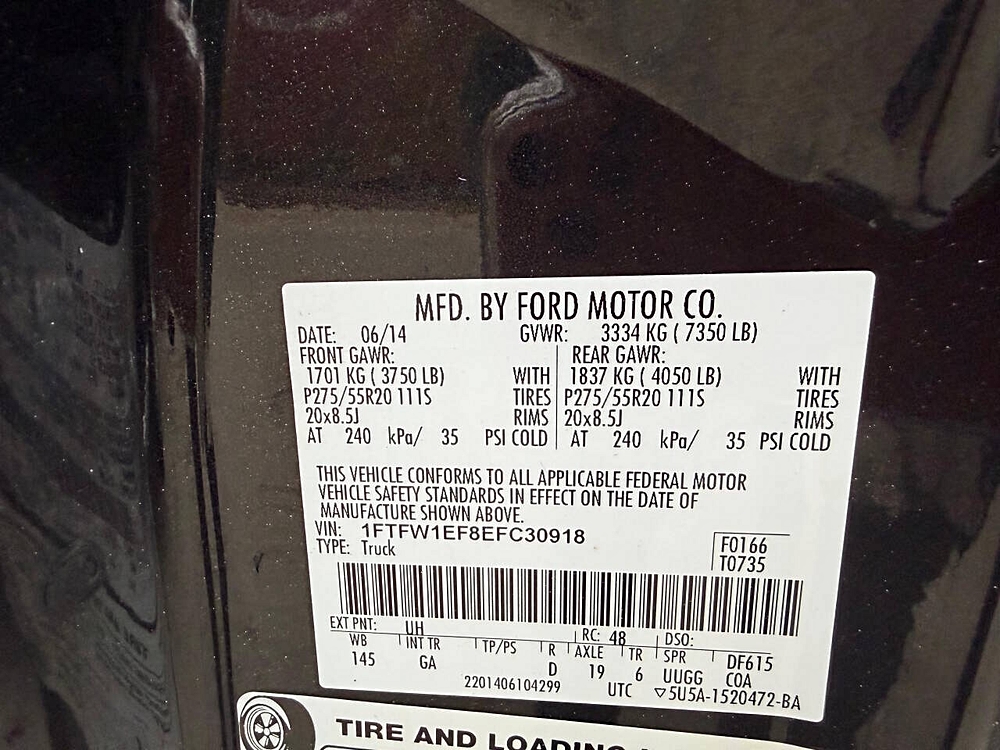 MFD. BY FORD MOTOR CO.
DATE: 06/14 GVWR: 3334 KG ( 7350 LB)
FRONT GAWR: REAR GAWR:
1701 KG ( 3750 LB) WITH 1837 KG ( 4050 LB) WITH
P275/55R20 111S TIRES P275/55R20 111S TIRES
20x8.5J RIMS 20x8.5J RIMS
AT 240 kPa/ 35 PSI COLD AT 240 kPa/ 35 PSI COLD
THIS VEHICLE CONFORMS TO ALL APPLICABLE FEDERAL MOTOR
VEHICLE SAFETY STANDARDS IN EFFECT ON THE DATE OF
MANUFACTURE SHOWN ABOVE.
VIN: 1FTFW1EF8EFC30918
TYPE: Truck
F0166
T0735
EXT PNT: UH RC: 48 DSO:
WB INT TR TP/PS R AXLE TR SPR DF615
145 GA D 19 6 UUGG COA
2201406104299 UTC ▽5U5A-1520472-BA
TIRE AND LOADING